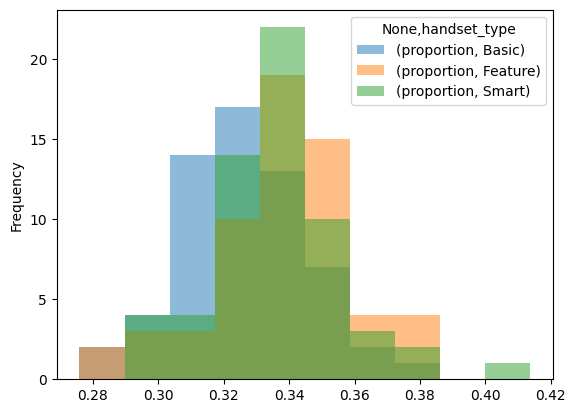 None,handset_type
(proportion, Basic)
(proportion, Feature)
(proportion, Smart)
Frequency
20
15
10
5
0
0.28 0.30 0.32 0.34 0.36 0.38 0.40 0.42